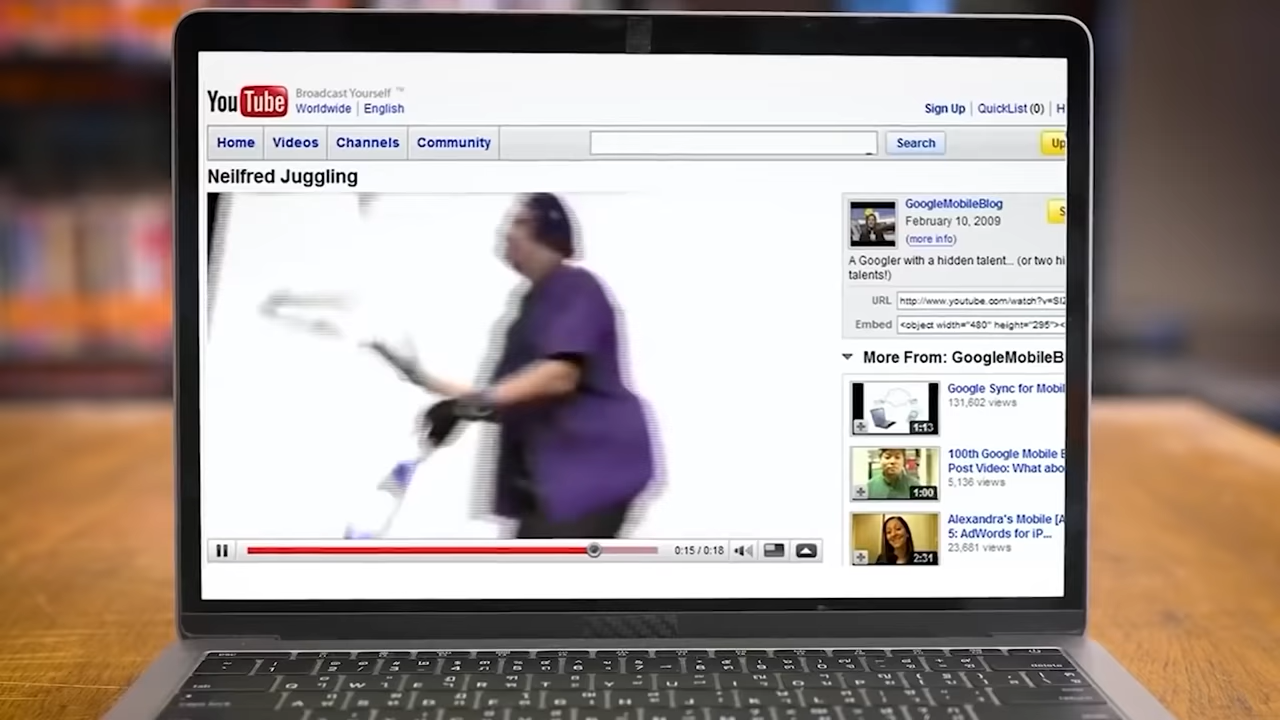 YouTube Broadcast Yourself ™
Worldwide | English
Sign Up | QuickList (0) | H
Home Videos Channels Community Search Up
Neilfred Juggling
GoogleMobileBlog
February 10, 2009
(more info)
S
A Googler with a hidden talent... (or two hi
talents!)
URL http://www.youtube.com/watch?v=SI
Embed <object width="480" height="295"><
More From: GoogleMobileB
Google Sync for Mobil
131,602 views
1:13
100th Google Mobile B
Post Video: What abo
5,136 views
1:00
Alexandra's Mobile [A
5: AdWords for iP...
23,681 views
2:31
0:15 / 0:18